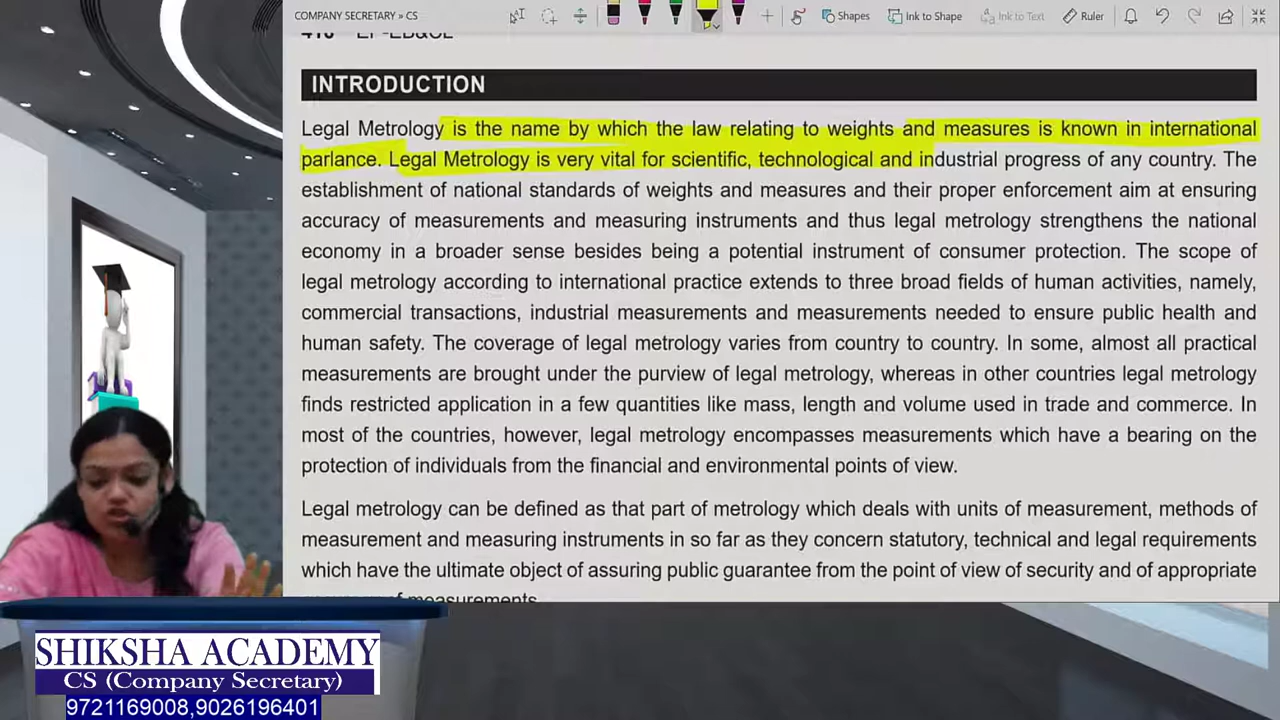 COMPANY SECRETARY » CS
Shapes
Ink to Shape
Ink to Text
Ruler
INTRODUCTION
Legal Metrology is the name by which the law relating to weights and measures is known in international
parlance. Legal Metrology is very vital for scientific, technological and industrial progress of any country. The
establishment of national standards of weights and measures and their proper enforcement aim at ensuring
accuracy of measurements and measuring instruments and thus legal metrology strengthens the national
economy in a broader sense besides being a potential instrument of consumer protection. The scope of
legal metrology according to international practice extends to three broad fields of human activities, namely,
commercial transactions, industrial measurements and measurements needed to ensure public health and
human safety. The coverage of legal metrology varies from country to country. In some, almost all practical
measurements are brought under the purview of legal metrology, whereas in other countries legal metrology
finds restricted application in a few quantities like mass, length and volume used in trade and commerce. In
most of the countries, however, legal metrology encompasses measurements which have a bearing on the
protection of individuals from the financial and environmental points of view.
Legal metrology can be defined as that part of metrology which deals with units of measurement, methods of
measurement and measuring instruments in so far as they concern statutory, technical and legal requirements
which have the ultimate object of assuring public guarantee from the point of view of security and of appropriate
of measurements.
SHIKSHA ACADEMY
CS (Company Secretary)
9721169008,9026196401